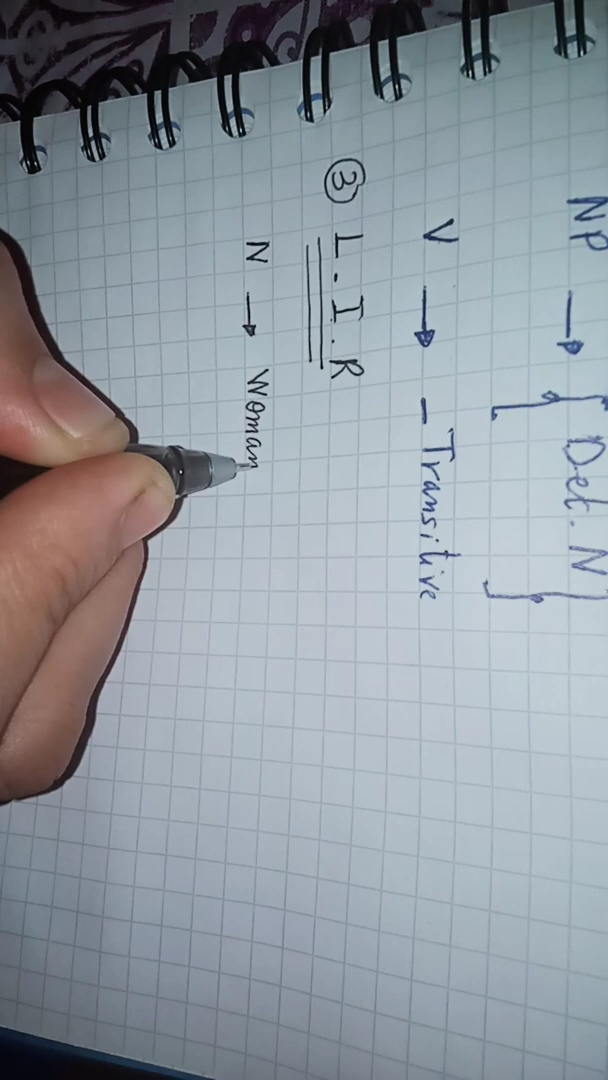 NP → { Det. N }
V → - Transitive
③ L.I.R
N → Woman